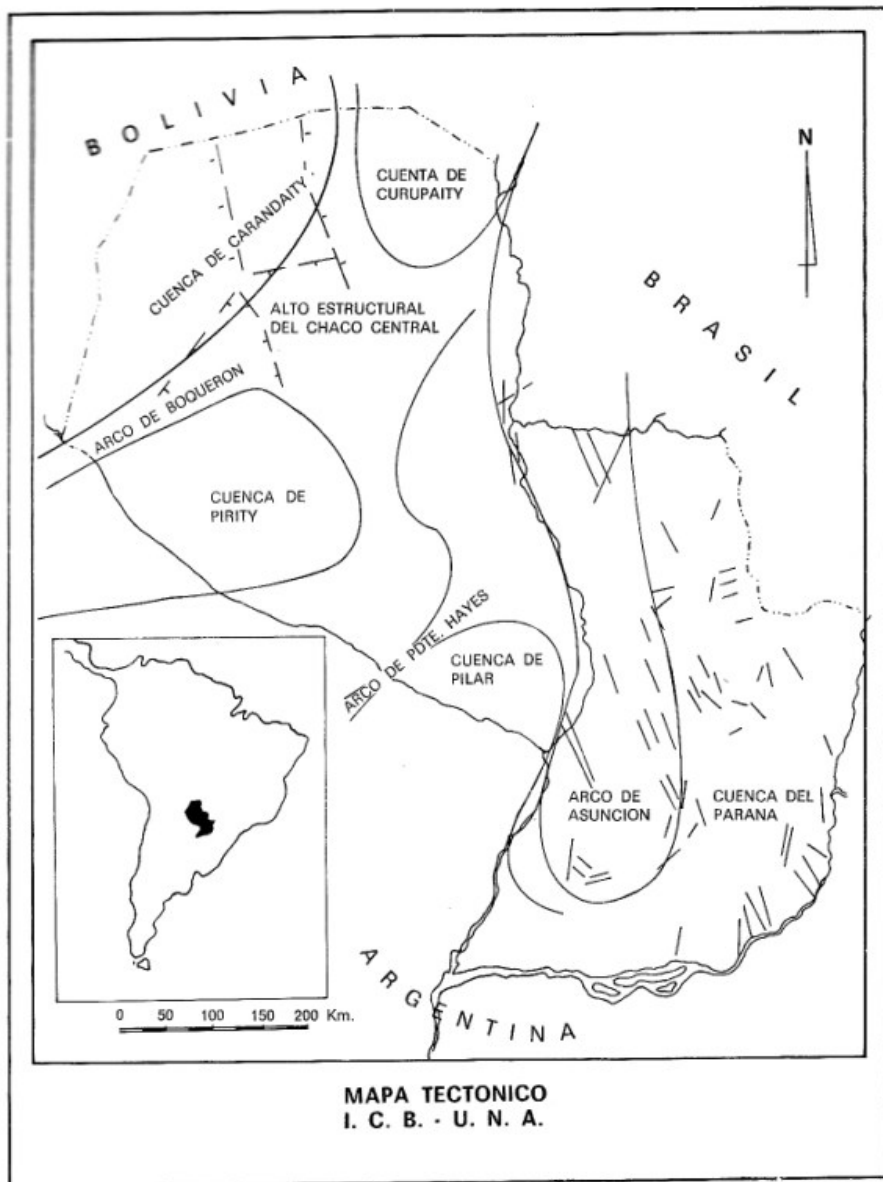 BOLIVIA
N
CUENTA DE
CURUPAITY
CUENCA DE CARANDAITY
BRASIL
ALTO ESTRUCTURAL
DEL CHACO CENTRAL
ARCO DE BOQUERON
CUENCA DE
PIRITY
ARCO DE PDTE. HAYES
CUENCA DE
PILAR
ARCO DE
ASUNCION
CUENCA DEL
PARANA
ARGENTINA
0 50 100 150 200 Km.
MAPA TECTONICO
I. C. B. - U. N. A.